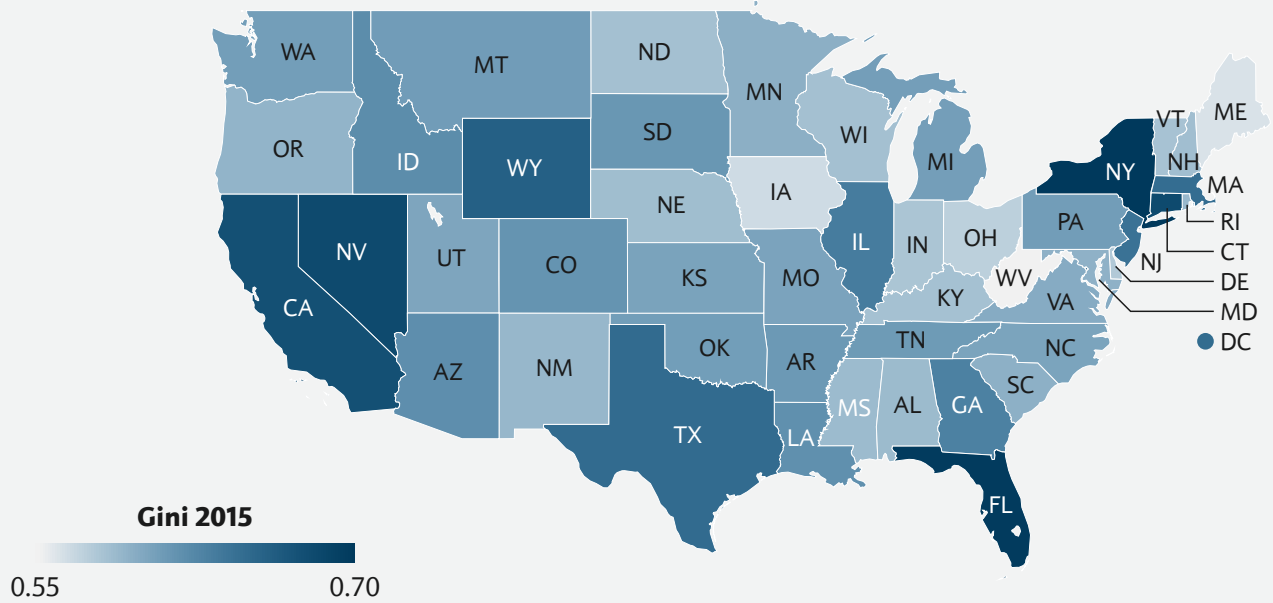 WA
MT
ND
MN
VT
ME
OR
ID
WY
SD
WI
MI
NY
NH
MA
NE
IA
PA
RI
NV
UT
CO
KS
MO
IL
IN
OH
WV
NJ
CT
CA
KY
VA
DE
MD
AZ
NM
OK
AR
TN
NC
DC
TX
LA
MS
AL
GA
SC
FL
Gini 2015
0.55 0.70